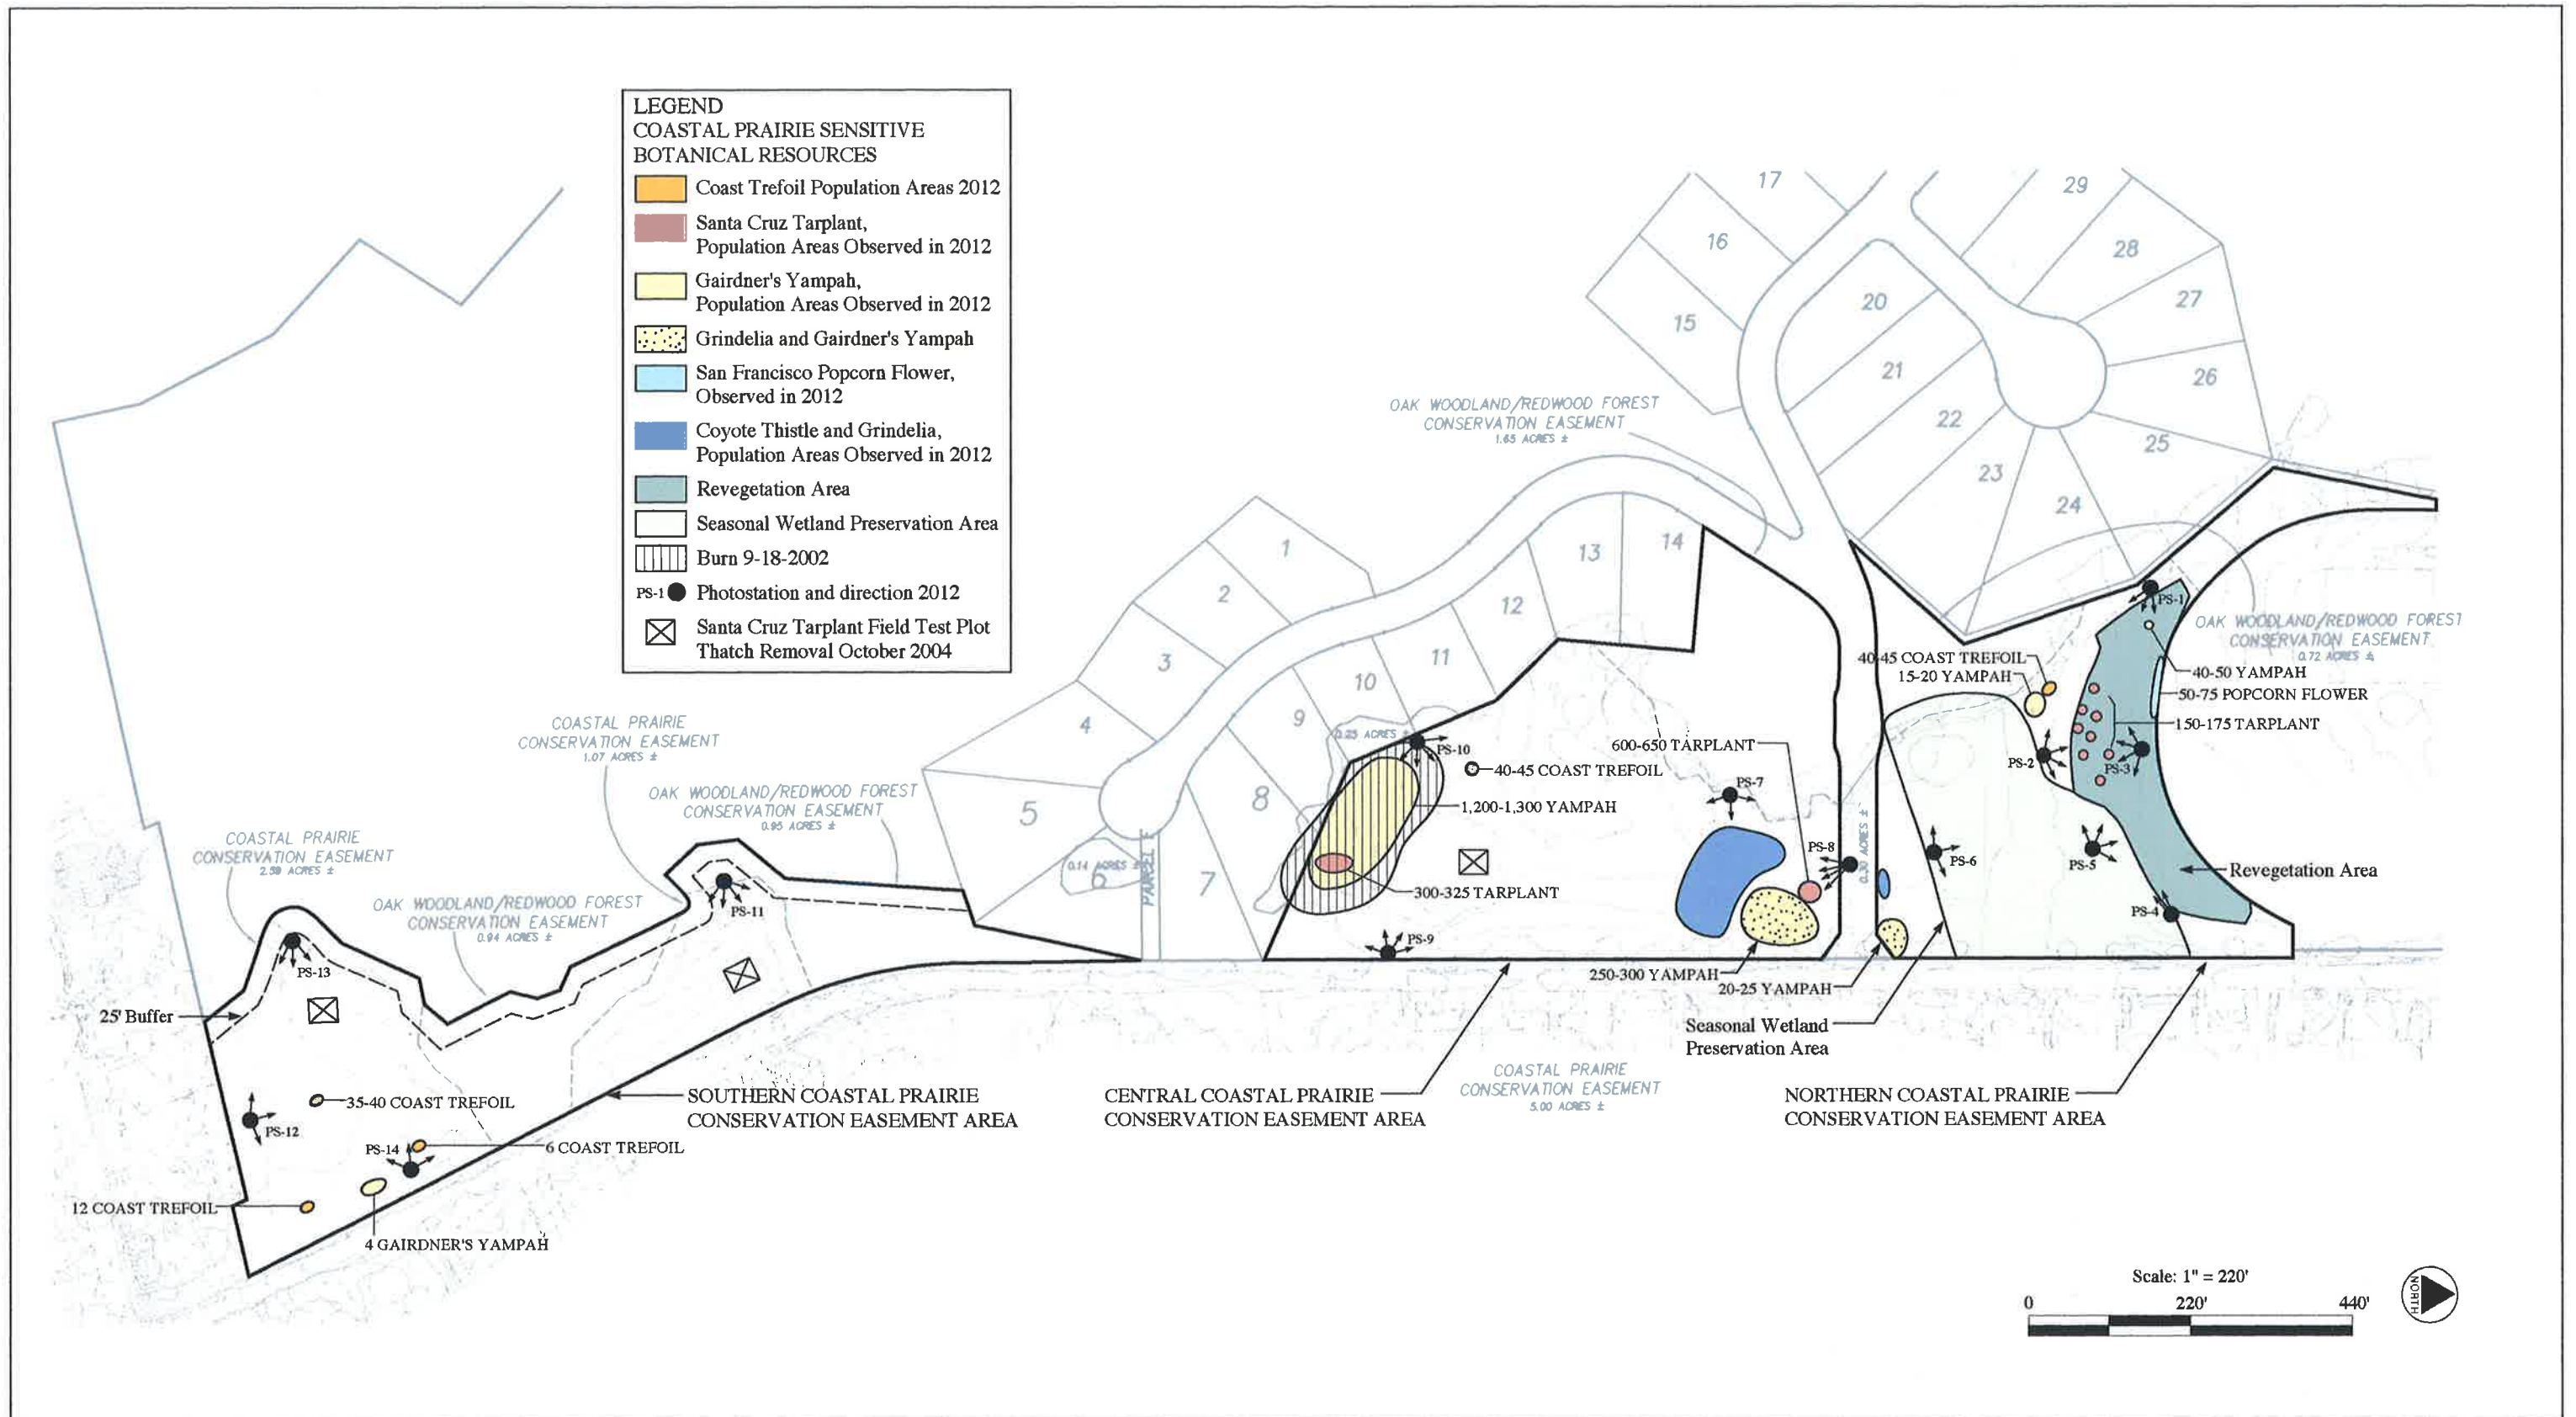 LEGEND
COASTAL PRAIRIE SENSITIVE
BOTANICAL RESOURCES
Coast Trefoil Population Areas 2012
Santa Cruz Tarplant,
Population Areas Observed in 2012
Gairdner's Yampah,
Population Areas Observed in 2012
Grindelia and Gairdner's Yampah
San Francisco Popcorn Flower,
Observed in 2012
Coyote Thistle and Grindelia,
Population Areas Observed in 2012
Revegetation Area
Seasonal Wetland Preservation Area
Burn 9-18-2002
PS-1 Photostation and direction 2012
Santa Cruz Tarplant Field Test Plot
Thatch Removal October 2004
17
16
15
29
28
27
26
25
24
23
22
21
20
OAK WOODLAND/REDWOOD FOREST
CONSERVATION EASEMENT
1.65 ACRES ±
1
2
3
4
5
6
0.14 ACRES ±
PARCEL
7
8
9
10
11
12
13
14
0.25 ACRES ±
COASTAL PRAIRIE
CONSERVATION EASEMENT
1.07 ACRES ±
OAK WOODLAND/REDWOOD FOREST
CONSERVATION EASEMENT
0.95 ACRES ±
COASTAL PRAIRIE
CONSERVATION EASEMENT
2.59 ACRES ±
OAK WOODLAND/REDWOOD FOREST
CONSERVATION EASEMENT
0.94 ACRES ±
OAK WOODLAND/REDWOOD FOREST
CONSERVATION EASEMENT
0.72 ACRES ±
PS-1
40-45 COAST TREFOIL
15-20 YAMPAH
40-50 YAMPAH
50-75 POPCORN FLOWER
150-175 TARPLANT
PS-2
PS-3
PS-10
600-650 TARPLANT
40-45 COAST TREFOIL
PS-7
1,200-1,300 YAMPAH
PS-8
0.30 ACRES ±
PS-6
PS-5
Revegetation Area
300-325 TARPLANT
PS-4
PS-9
PS-11
PS-13
250-300 YAMPAH
20-25 YAMPAH
25' Buffer
Seasonal Wetland
Preservation Area
COASTAL PRAIRIE
CONSERVATION EASEMENT
5.00 ACRES ±
SOUTHERN COASTAL PRAIRIE
CONSERVATION EASEMENT AREA
CENTRAL COASTAL PRAIRIE
CONSERVATION EASEMENT AREA
NORTHERN COASTAL PRAIRIE
CONSERVATION EASEMENT AREA
35-40 COAST TREFOIL
PS-12
PS-14
6 COAST TREFOIL
12 COAST TREFOIL
4 GAIRDNER'S YAMPAH
Scale: 1" = 220'
0
220'
440'
NORTH